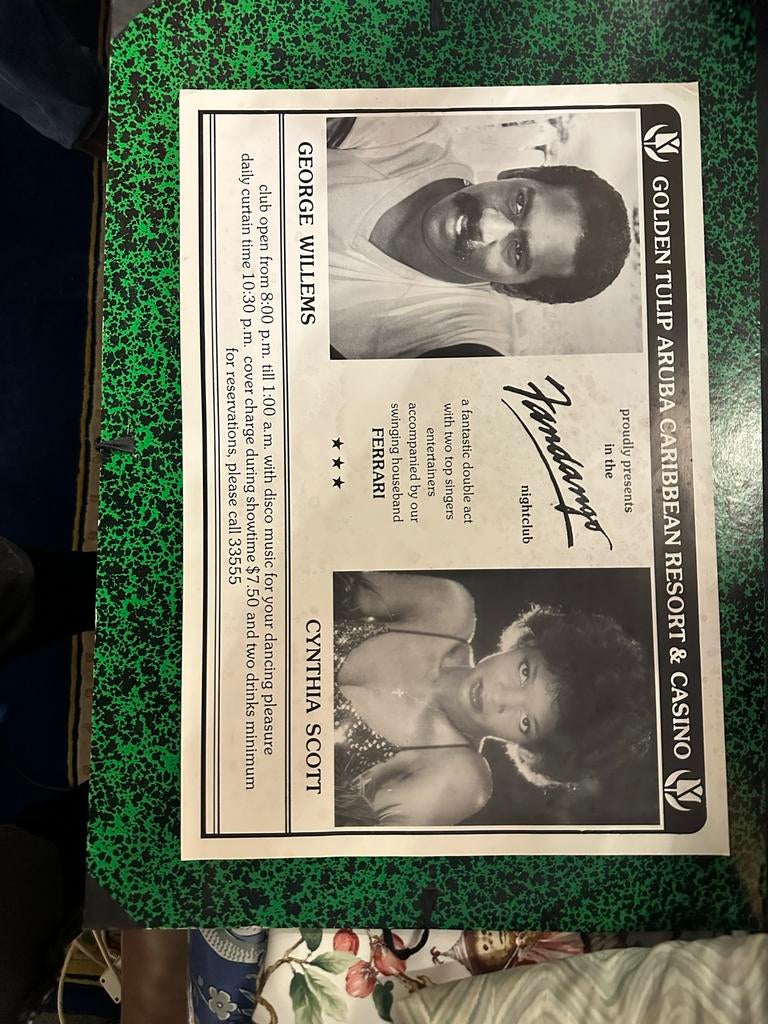 GOLDEN TULIP ARUBA CARIBBEAN RESORT & CASINO
proudly presents
in the
Fandango
nightclub
a fantastic double act
with two top singers
entertainers
accompanied by our
swinging houseband
FERRARI
GEORGE WILLEMS
CYNTHIA SCOTT
club open from 8:00 p.m. till 1:00 a.m. with disco music for your dancing pleasure
daily curtain time 10:30 p.m. cover charge during showtime $7.50 and two drinks minimum
for reservations, please call 33555